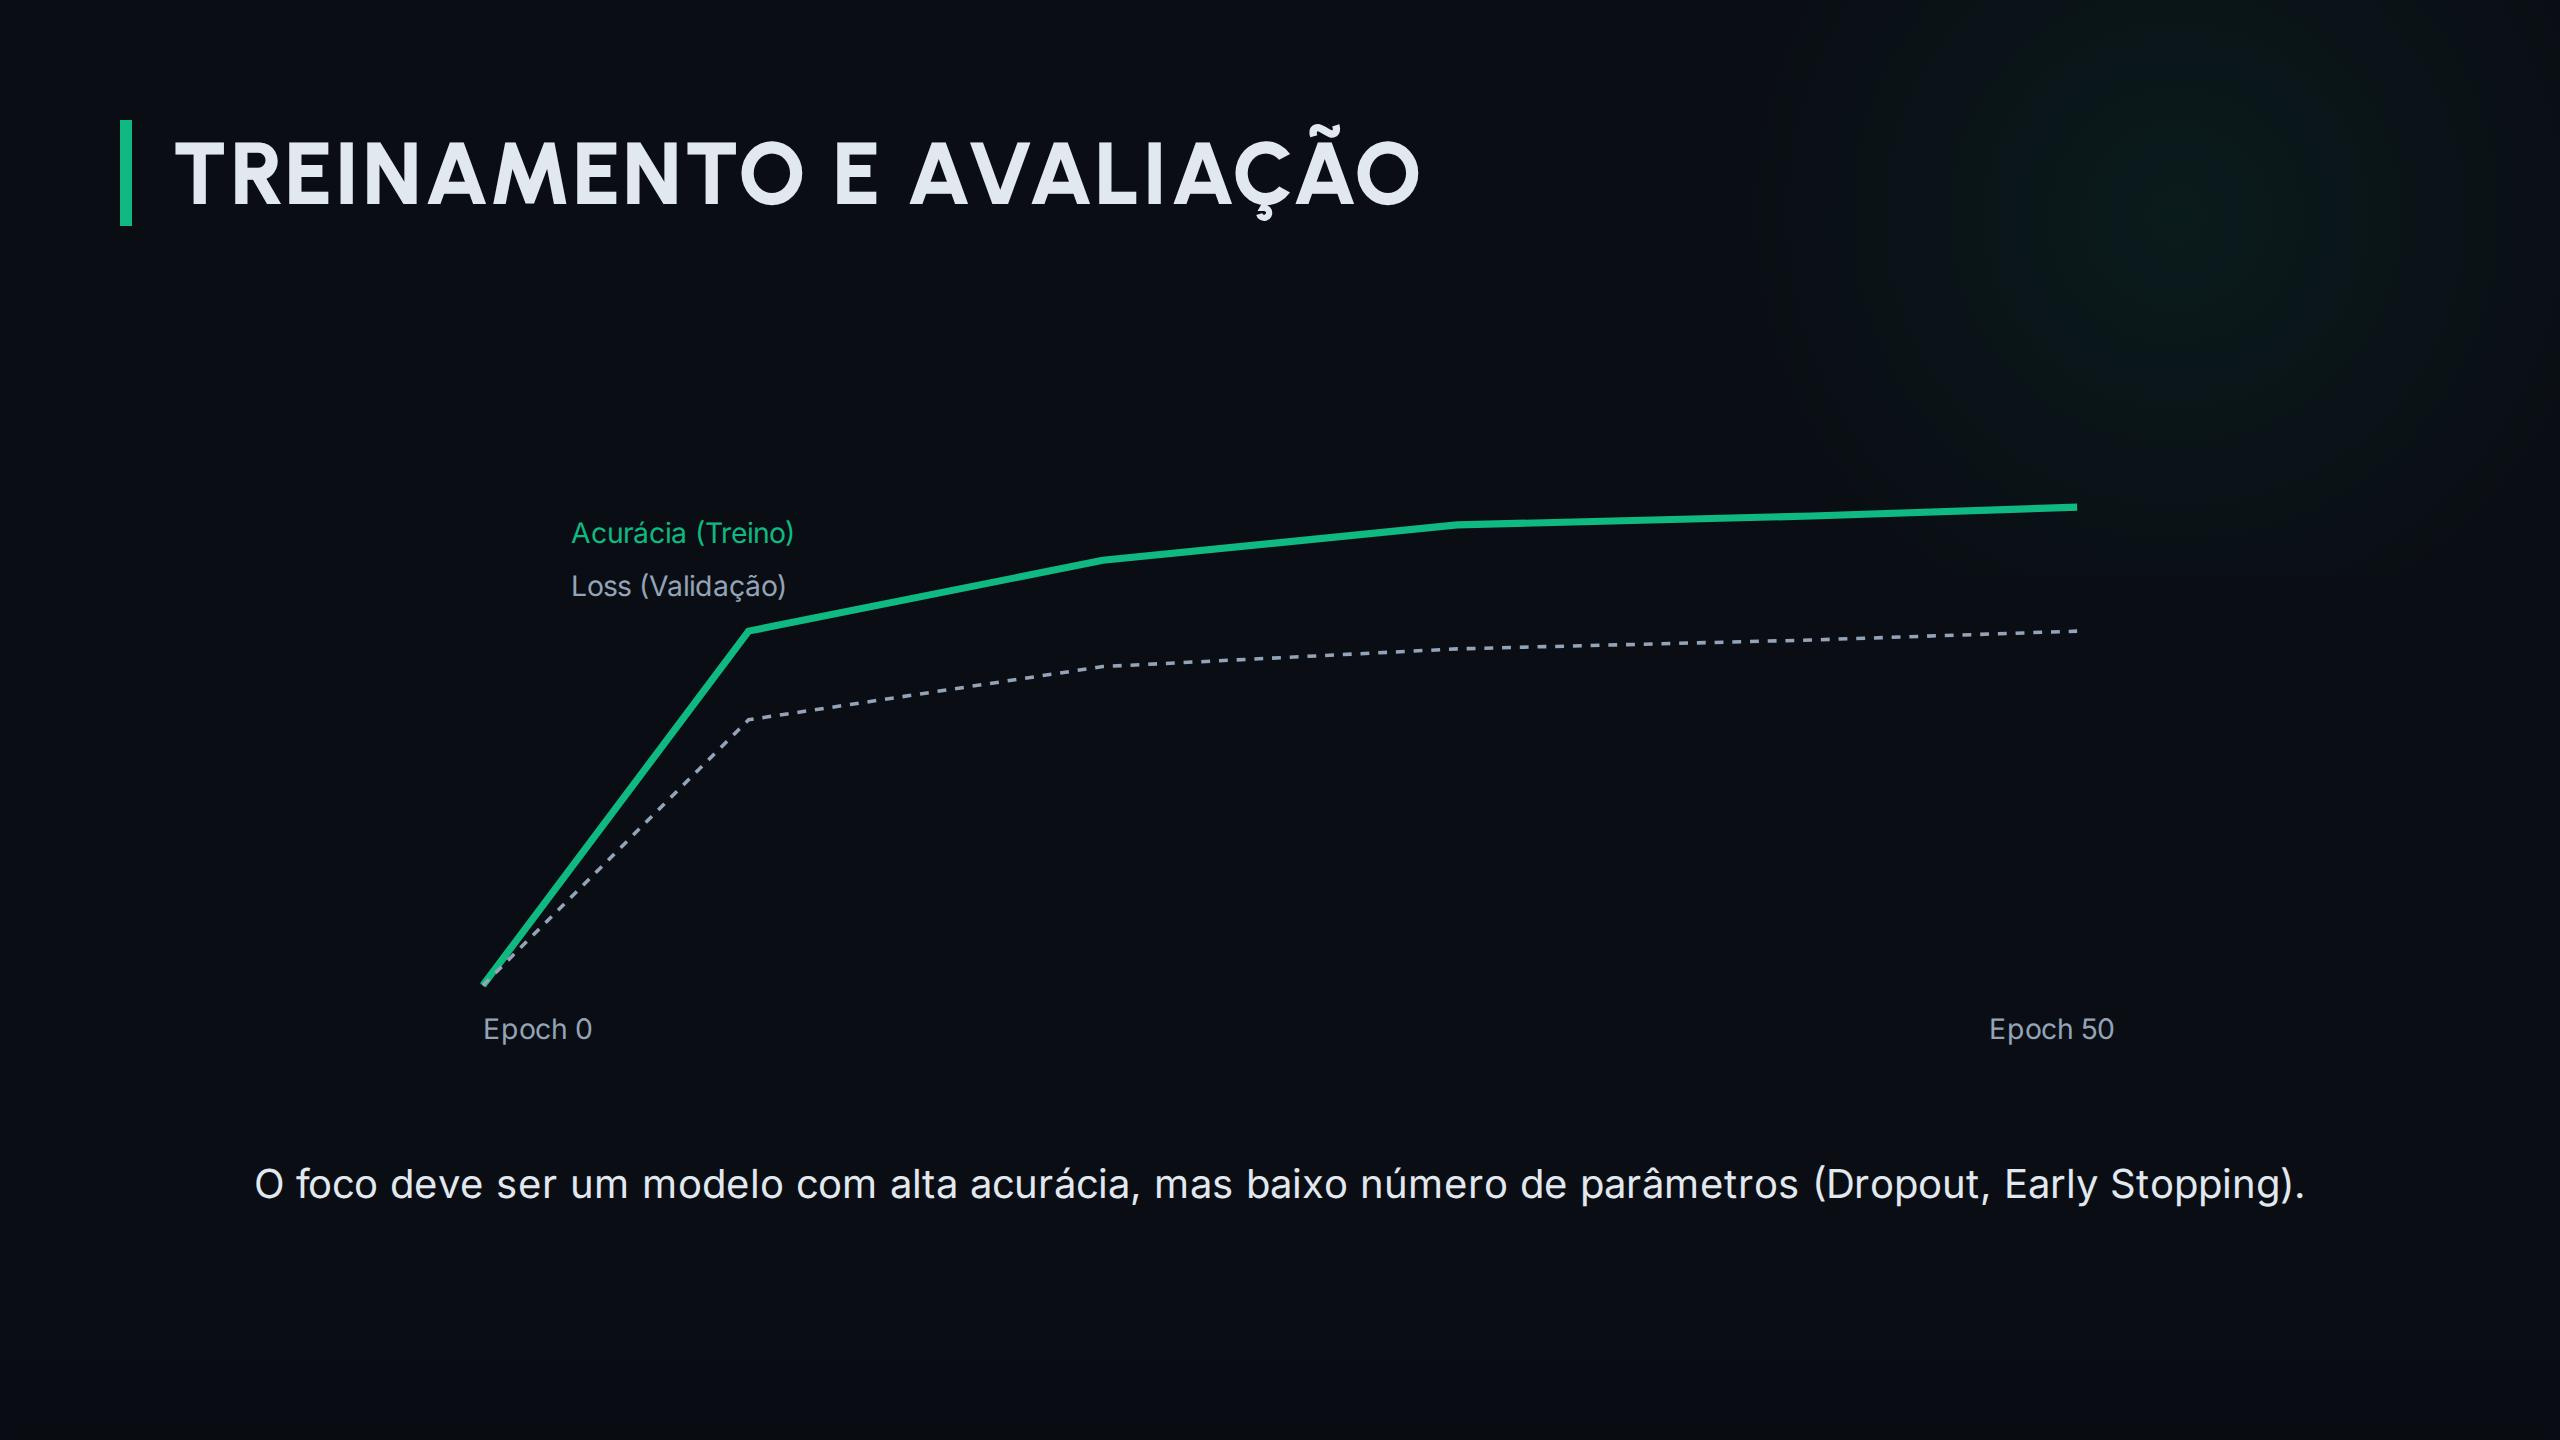 TREINAMENTO E AVALIAÇÃO
Acurácia (Treino)
Loss (Validação)
Epoch 0
Epoch 50
O foco deve ser um modelo com alta acurácia, mas baixo número de parâmetros (Dropout, Early Stopping).